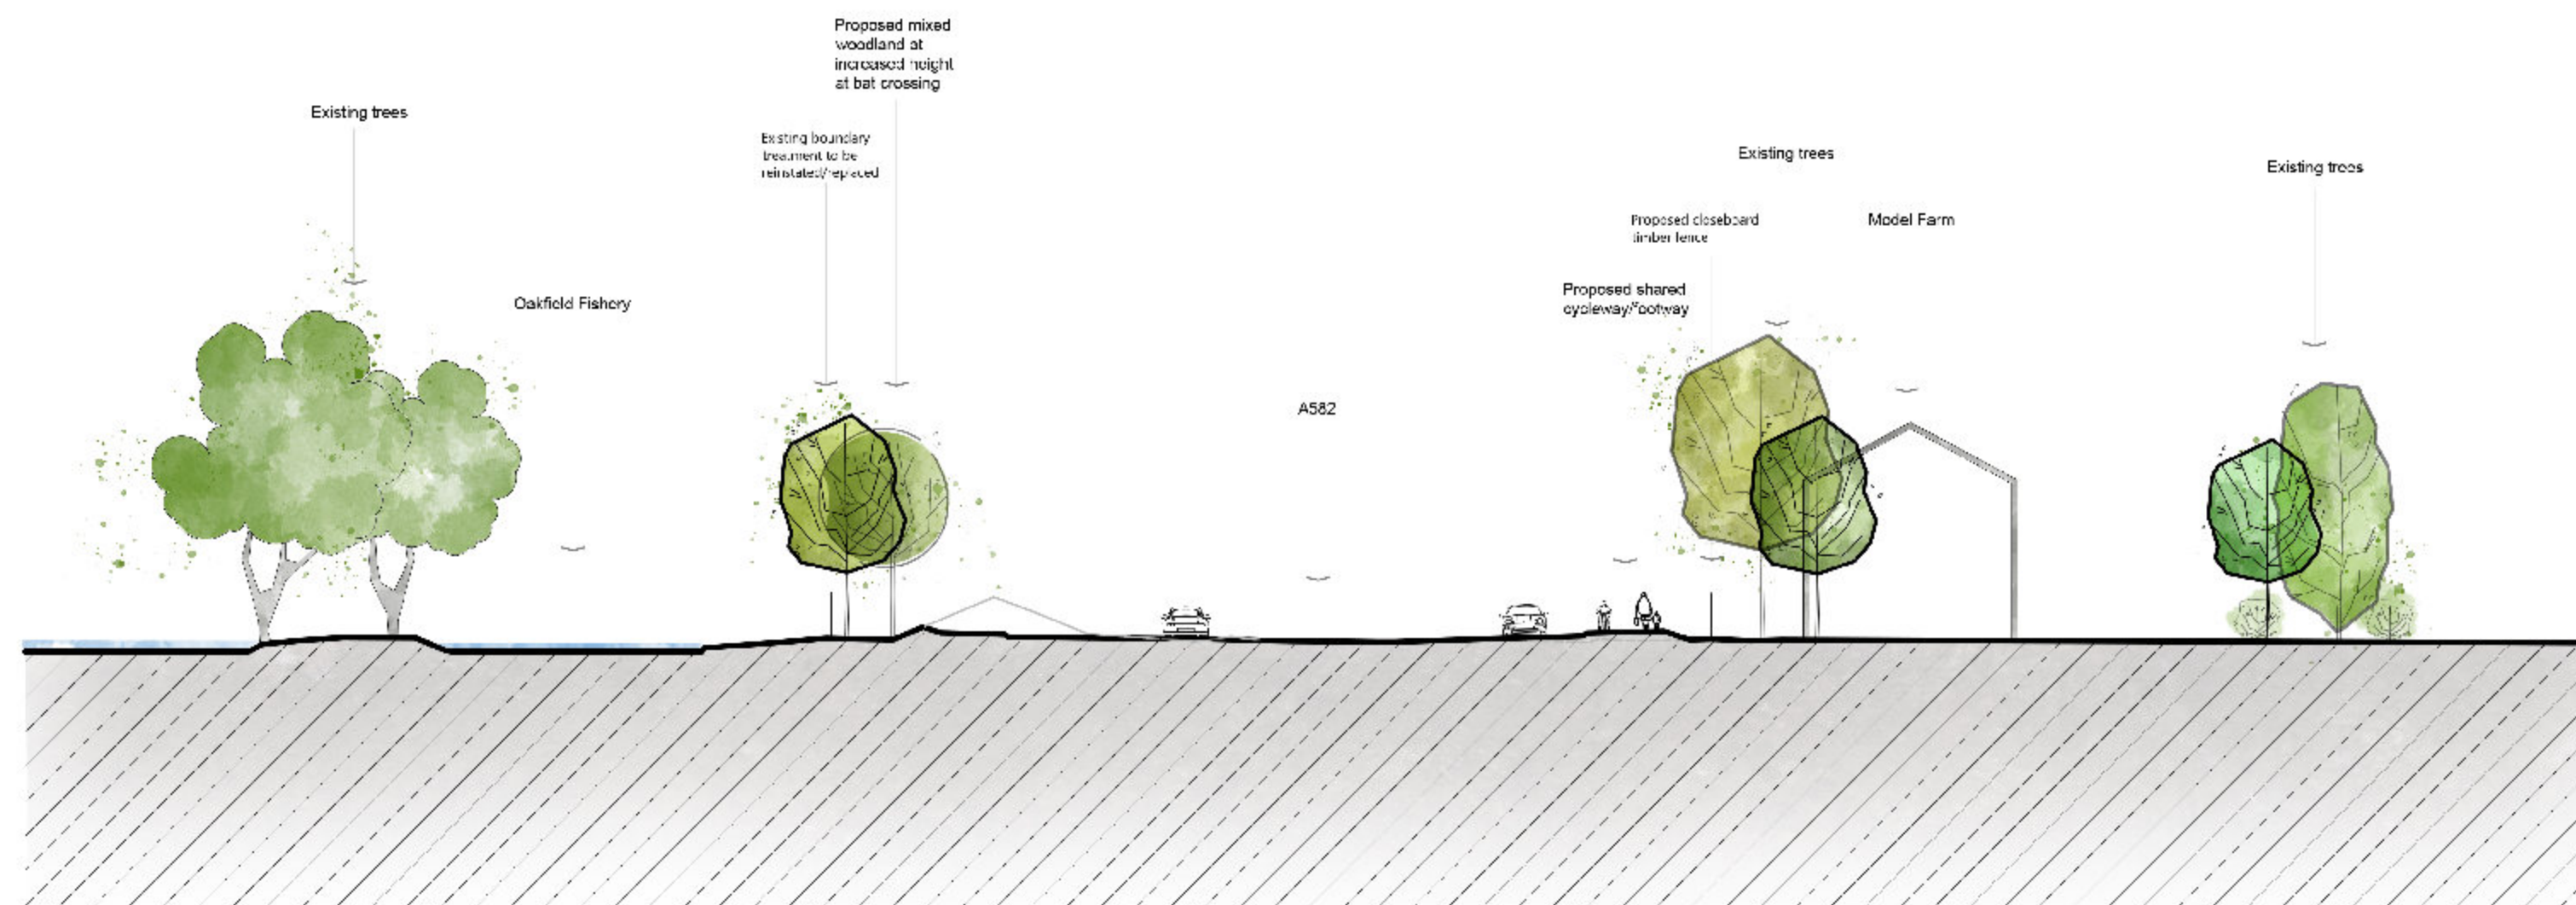 Proposed mixed
woodland at
increased height
at bat crossing
Existing trees
Existing boundary
treatment to be
reinstated/replaced
Existing trees
Existing trees
Proposed closeboard
timber fence
Model Farm
Proposed shared
cycleway/footway
Oakfield Fishery
A582